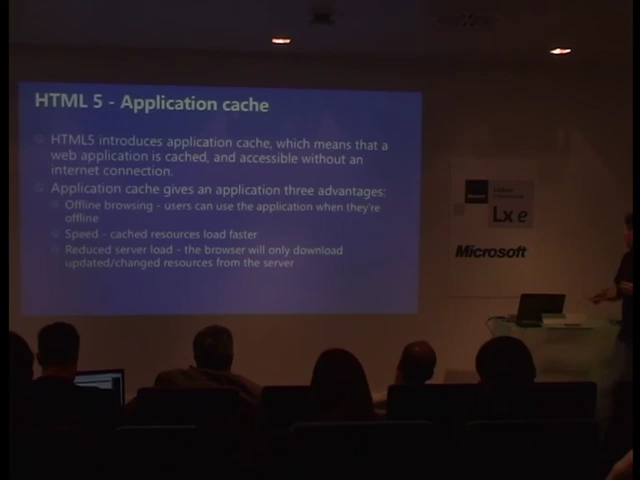 HTML 5 - Application cache
HTML5 introduces application cache, which means that a
web application is cached, and accessible without an
internet connection.
Application cache gives an application three advantages:
Offline browsing - users can use the application when they're
offline
Speed - cached resources load faster
Reduced server load - the browser will only download
updated/changed resources from the server
Lx e
Microsoft